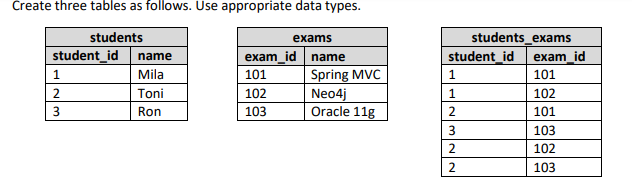 Create three tables as follows. Use appropriate data types.
students
student_id name
1 Mila
2 Toni
3 Ron
exams
exam_id name
101 Spring MVC
102 Neo4j
103 Oracle 11g
students_exams
student_id exam_id
1 101
1 102
2 101
3 103
2 102
2 103